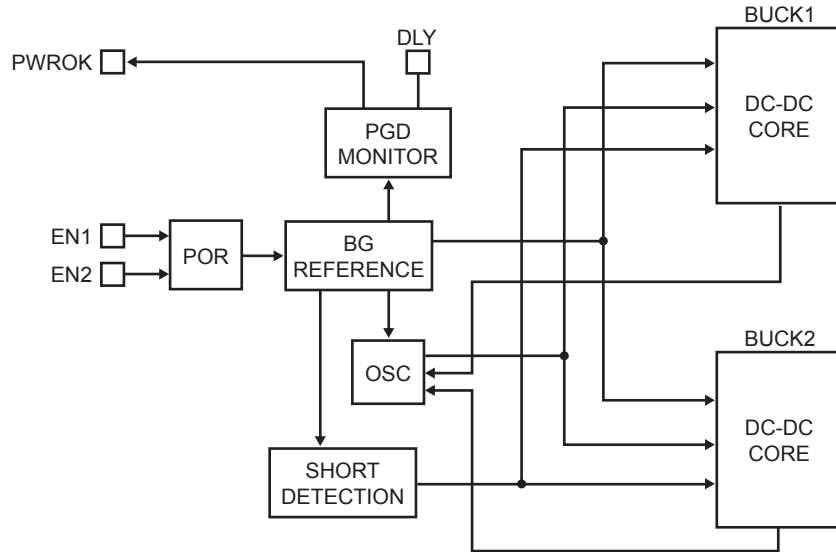 BUCK1
DLY
PWROK
DC-DC
CORE
PGD
MONITOR
EN1
POR
BG
REFERENCE
EN2
BUCK2
OSC
DC-DC
CORE
SHORT
DETECTION